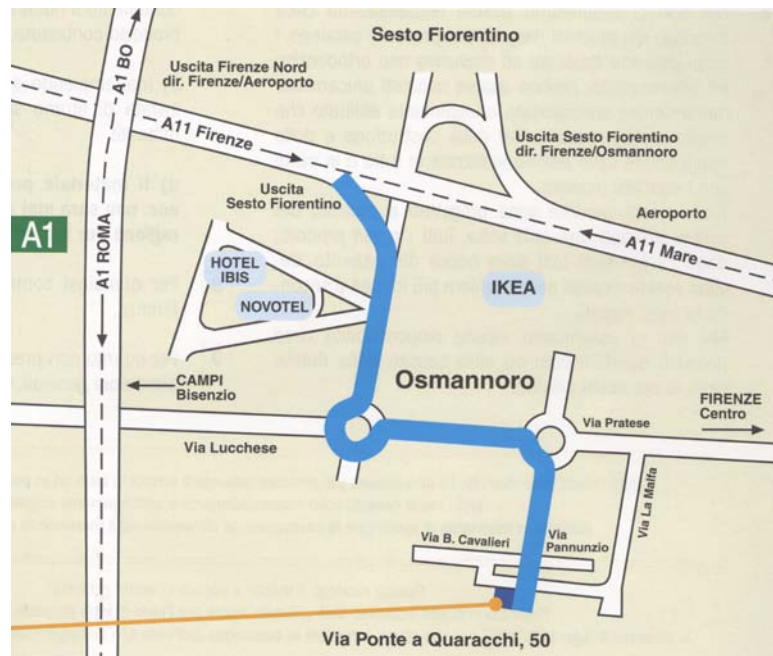 Sesto Fiorentino
A1 BO
Uscita Firenze Nord
dir. Firenze/Aeroporto
A11 Firenze
Uscita Sesto Fiorentino
dir. Firenze/Osmannoro
Uscita
Sesto Fiorentino
Aeroporto
A11 Mare
A1
A1 ROMA
HOTEL
IBIS
NOVOTEL
IKEA
CAMPI
Bisenzio
Osmannoro
FIRENZE
Centro
Via Pratese
Via Lucchese
Via La Malfa
Via B. Cavalieri
Via
Pannunzio
Via Ponte a Quaracchi, 50